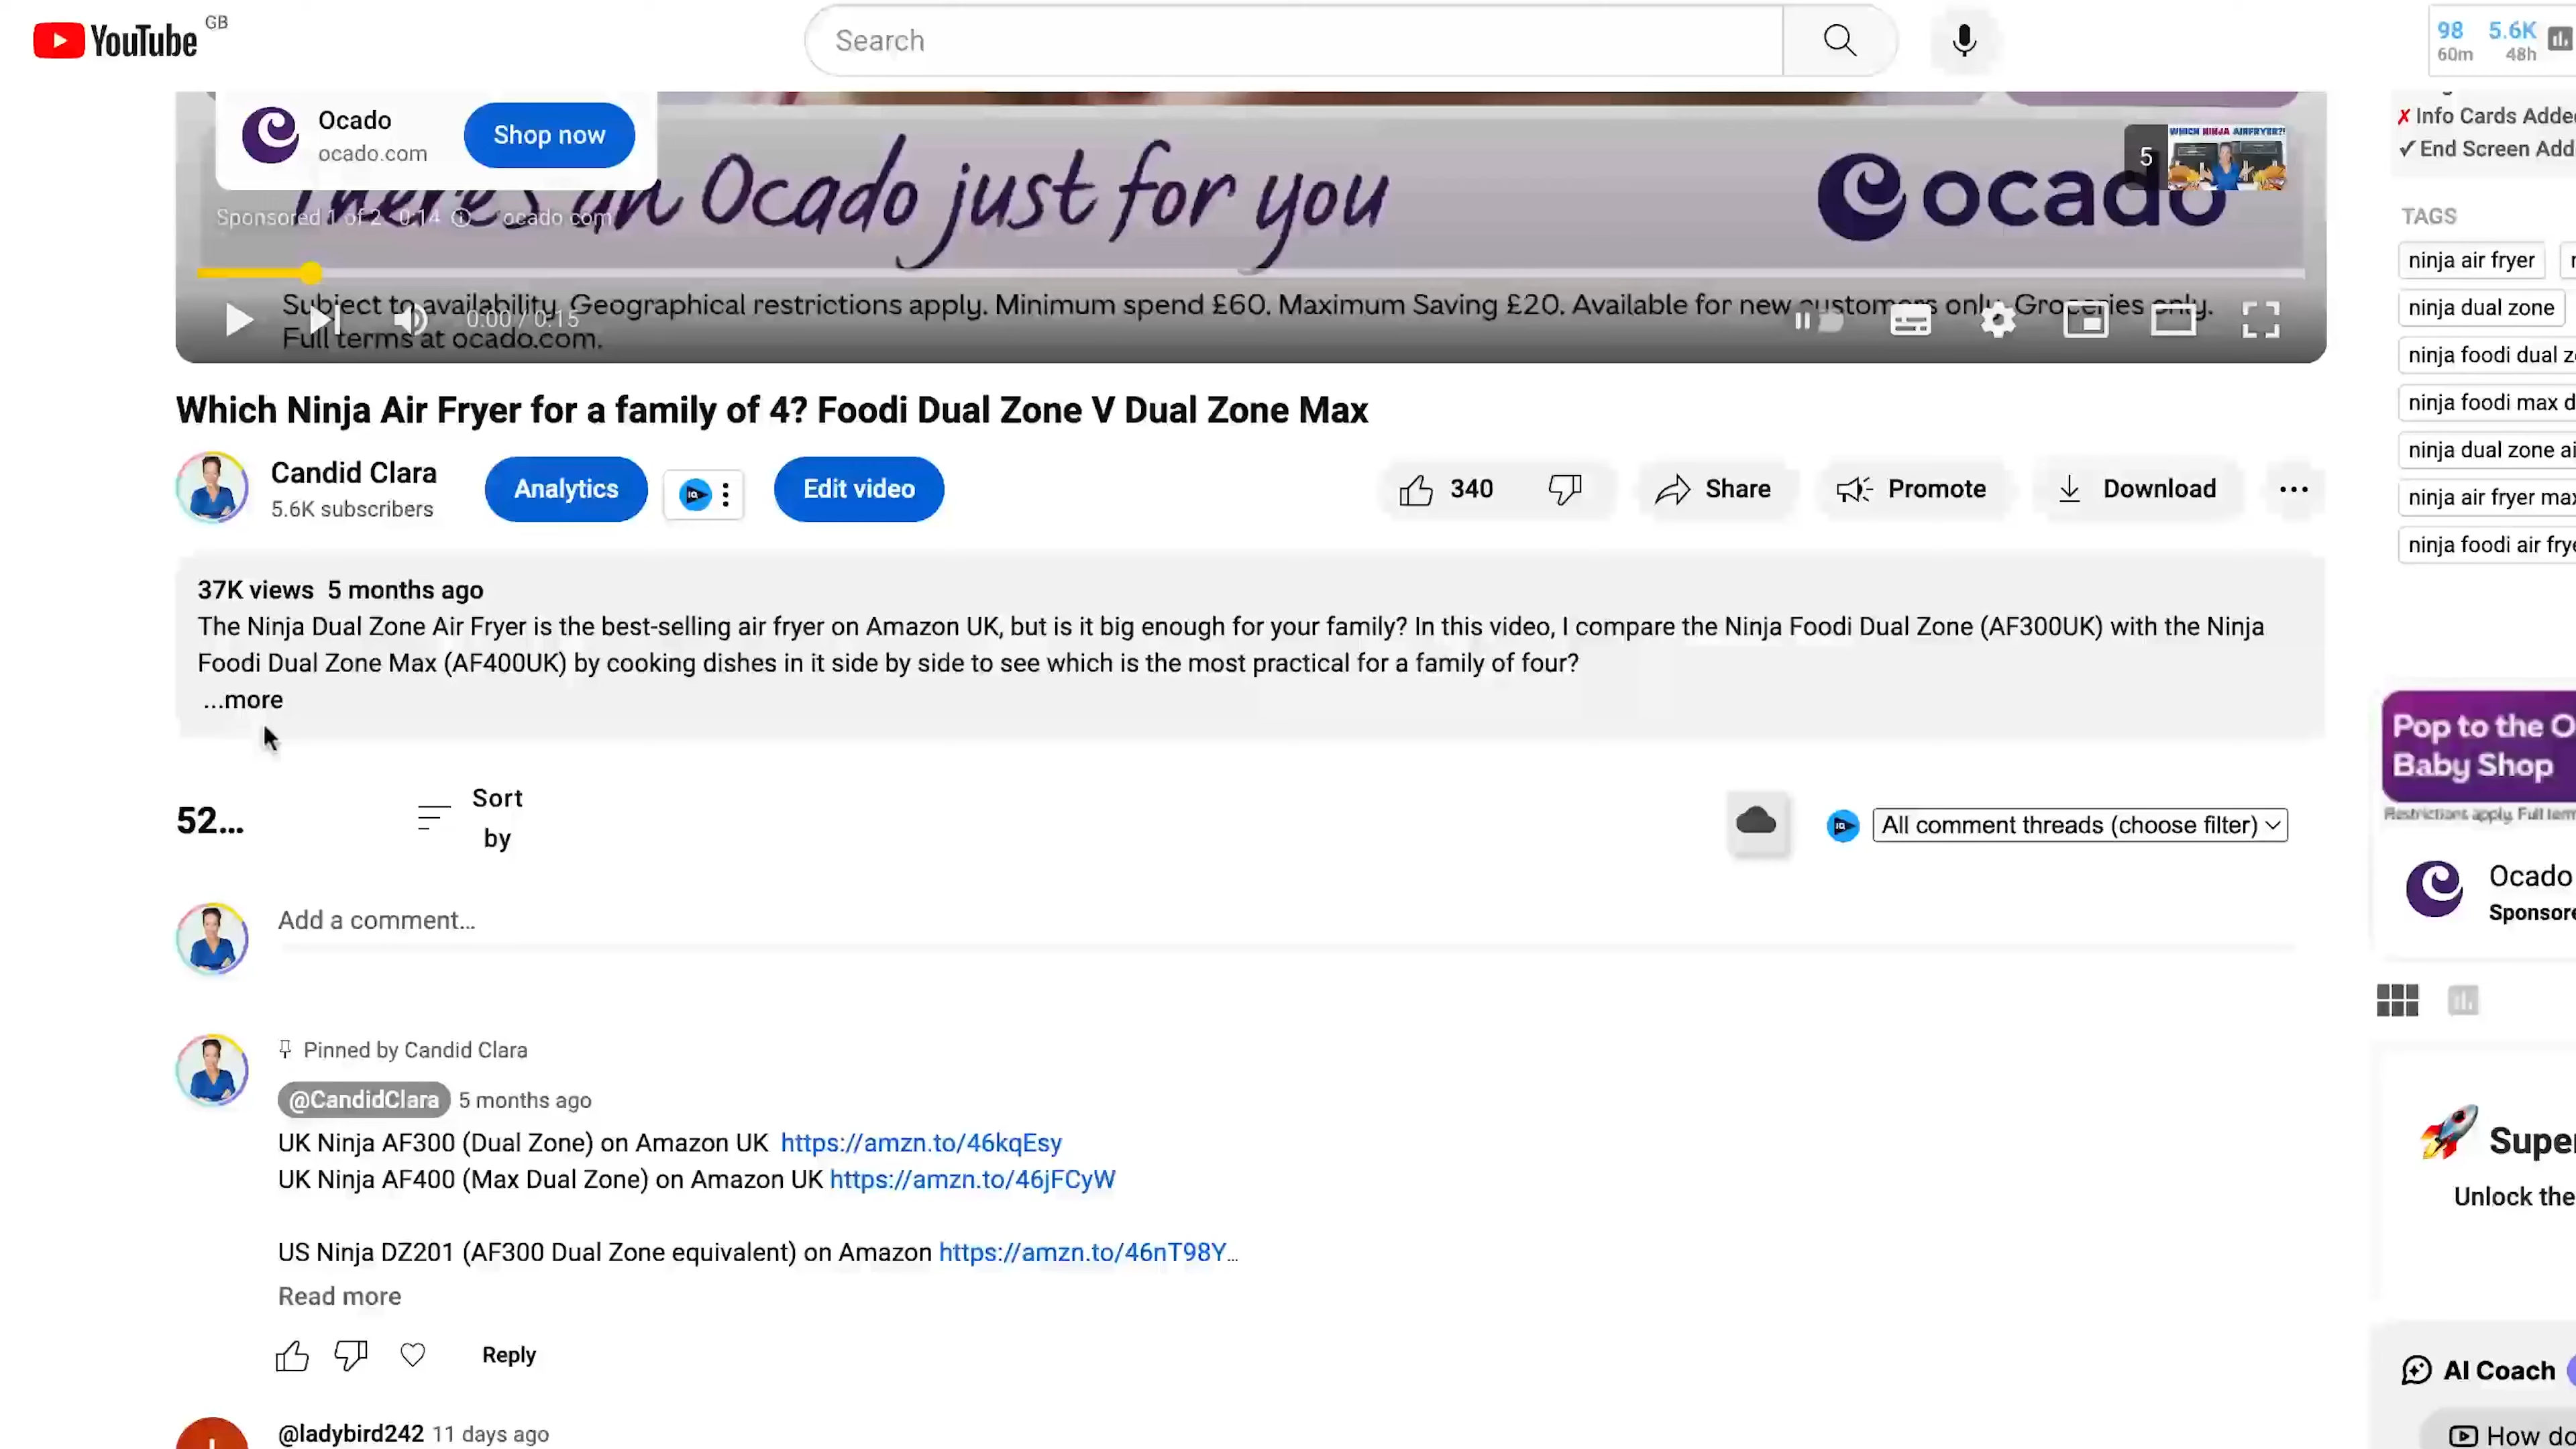 YouTube GB
Search
98 5.6K
60m 48h
Ocado
ocado.com
Shop now
There's an Ocado just for you
ocado
5
WHICH NINJA AIRFRYER?!
Sponsored 1 of 2 · 0:14 ocado.com
Subject to availability. Geographical restrictions apply. Minimum spend £60. Maximum Saving £20. Available for new customers only. Groceries only.
0:00 / 0:15
Full terms at ocado.com.
✗ Info Cards Adde
✓ End Screen Add
TAGS
ninja air fryer
ninja dual zone
ninja foodi dual z
ninja foodi max d
ninja dual zone ai
ninja air fryer max
ninja foodi air frye
Which Ninja Air Fryer for a family of 4? Foodi Dual Zone V Dual Zone Max
Candid Clara
5.6K subscribers
Analytics
Edit video
340
Share
Promote
Download
37K views 5 months ago
The Ninja Dual Zone Air Fryer is the best-selling air fryer on Amazon UK, but is it big enough for your family? In this video, I compare the Ninja Foodi Dual Zone (AF300UK) with the Ninja
Foodi Dual Zone Max (AF400UK) by cooking dishes in it side by side to see which is the most practical for a family of four?
...more
Pop to the O
Baby Shop
Restrictions apply. Full term
52...
Sort
by
All comment threads (choose filter)
Ocado
Sponsore
Add a comment...
Pinned by Candid Clara
@CandidClara 5 months ago
UK Ninja AF300 (Dual Zone) on Amazon UK https://amzn.to/46kqEsy
UK Ninja AF400 (Max Dual Zone) on Amazon UK https://amzn.to/46jFCyW
US Ninja DZ201 (AF300 Dual Zone equivalent) on Amazon https://amzn.to/46nT98Y...
Read more
Reply
Supe
Unlock the
AI Coach
How do
@ladybird242 11 days ago